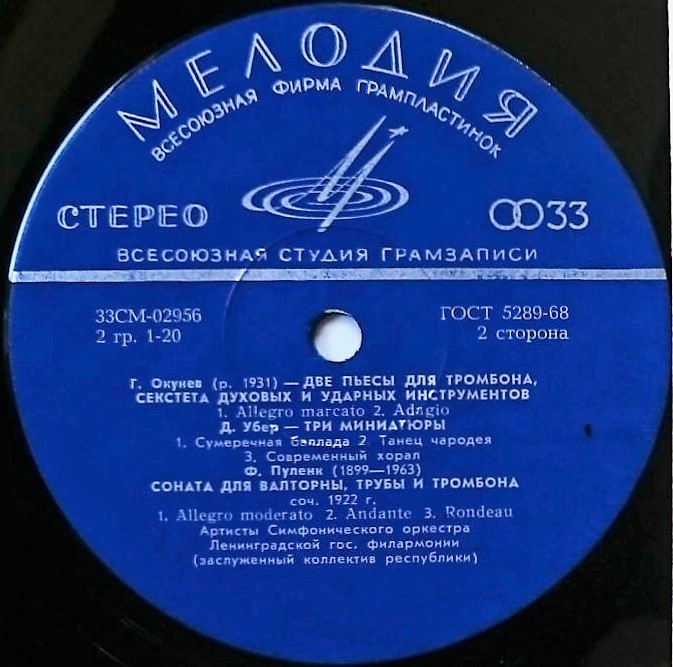 МЕЛОДИЯ
ВСЕСОЮЗНАЯ ФИРМА ГРАМПЛАСТИНОК
СТЕРЕО
33
ВСЕСОЮЗНАЯ СТУДИЯ ГРАМЗАПИСИ
33СМ-02956
ГОСТ 5289-68
2 гр. 1-20
2 сторона
Г. Окунев (р. 1931) — ДВЕ ПЬЕСЫ ДЛЯ ТРОМБОНА,
СЕКСТЕТА ДУХОВЫХ И УДАРНЫХ ИНСТРУМЕНТОВ
1. Allegro marcato 2. Adagio
Д. Убер — ТРИ МИНИАТЮРЫ
1. Сумеречная баллада 2. Танец чародея
3. Современный хорал
Ф. Пуленк (1899—1963)
СОНАТА ДЛЯ ВАЛТОРНЫ, ТРУБЫ И ТРОМБОНА
соч. 1922 г.
1. Allegro moderato 2. Andante 3. Rondeau
Артисты Симфонического оркестра
Ленинградской гос. филармонии
(заслуженный коллектив республики)